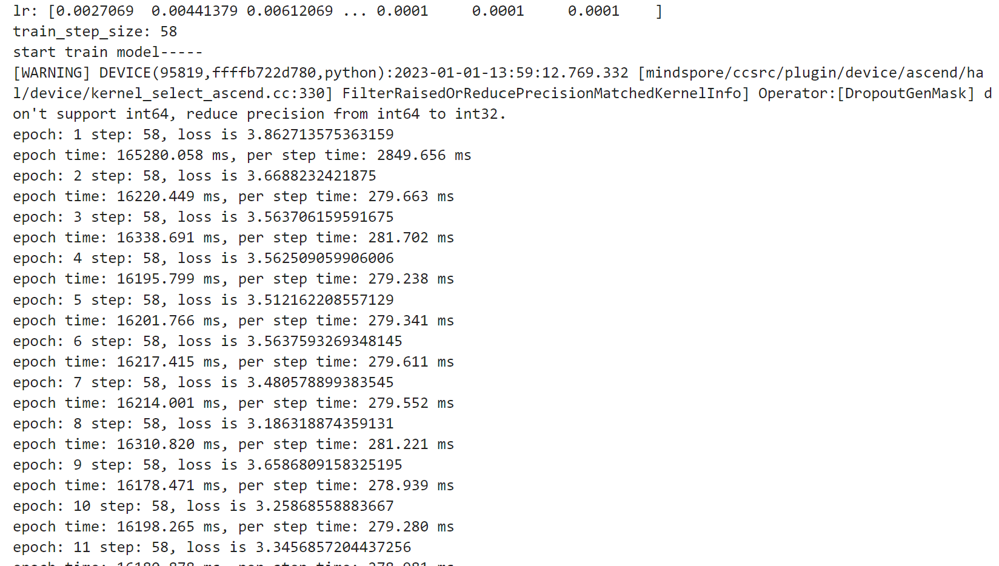 lr: [0.0027069  0.00441379 0.00612069 ... 0.0001     0.0001     0.0001    ]
train_step_size: 58
start train model-----
[WARNING] DEVICE(95819,ffffb722d780,python):2023-01-01-13:59:12.769.332 [mindspore/ccsrc/plugin/device/ascend/ha
l/device/kernel_select_ascend.cc:330] FilterRaisedOrReducePrecisionMatchedKernelInfo] Operator:[DropoutGenMask] d
on't support int64, reduce precision from int64 to int32.
epoch: 1 step: 58, loss is 3.862713575363159
epoch time: 165280.058 ms, per step time: 2849.656 ms
epoch: 2 step: 58, loss is 3.6688232421875
epoch time: 16220.449 ms, per step time: 279.663 ms
epoch: 3 step: 58, loss is 3.563706159591675
epoch time: 16338.691 ms, per step time: 281.702 ms
epoch: 4 step: 58, loss is 3.562509059906006
epoch time: 16195.799 ms, per step time: 279.238 ms
epoch: 5 step: 58, loss is 3.512162208557129
epoch time: 16201.766 ms, per step time: 279.341 ms
epoch: 6 step: 58, loss is 3.5637593269348145
epoch time: 16217.415 ms, per step time: 279.611 ms
epoch: 7 step: 58, loss is 3.480578899383545
epoch time: 16214.001 ms, per step time: 279.552 ms
epoch: 8 step: 58, loss is 3.186318874359131
epoch time: 16310.820 ms, per step time: 281.221 ms
epoch: 9 step: 58, loss is 3.6586809158325195
epoch time: 16178.471 ms, per step time: 278.939 ms
epoch: 10 step: 58, loss is 3.25868558883667
epoch time: 16198.265 ms, per step time: 279.280 ms
epoch: 11 step: 58, loss is 3.3456857204437256
epoch time: 16180.878 ms, per step time: 278.981 ms